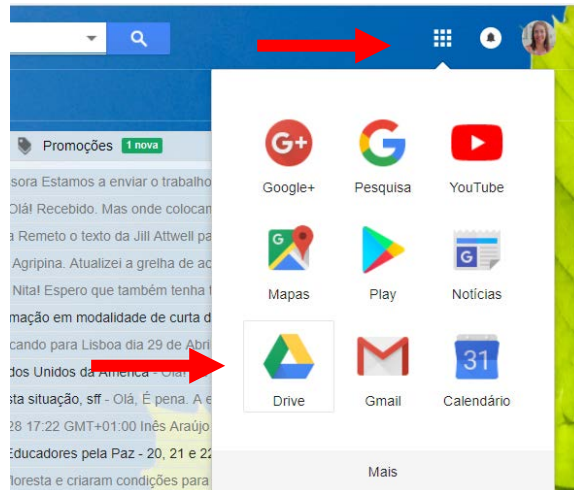 Promoções 1 nova
sora Estamos a enviar o trabalho
Olá! Recebido. Mas onde colocan
a Remeto o texto da Jill Attwell pa
Agripina. Atualizei a grelha de ac
Nita! Espero que também tenha
mação em modalidade de curta d
cando para Lisboa dia 29 de Abri
dos Unidos da América - Olá!
sta situação, sff - Olá, É pena. A e
28 17:22 GMT+01:00 Inês Araújo
Educadores pela Paz - 20, 21 e 22
floresta e criaram condições para
G+
Google+
Pesquisa
YouTube
G
G
Mapas
Play
Notícias
31
Drive
Gmail
Calendário
Mais